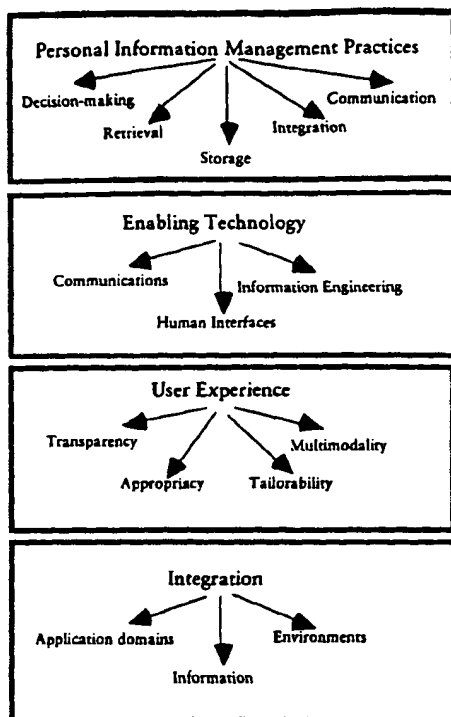 Personal Information Management Practices
Decision-making
Communication
Retrieval
Integration
Storage
Enabling Technology
Communications
Information Engineering
Human Interfaces
User Experience
Transparency
Multimodality
Appropriacy
Tailorability
Integration
Application domains
Environments
Information